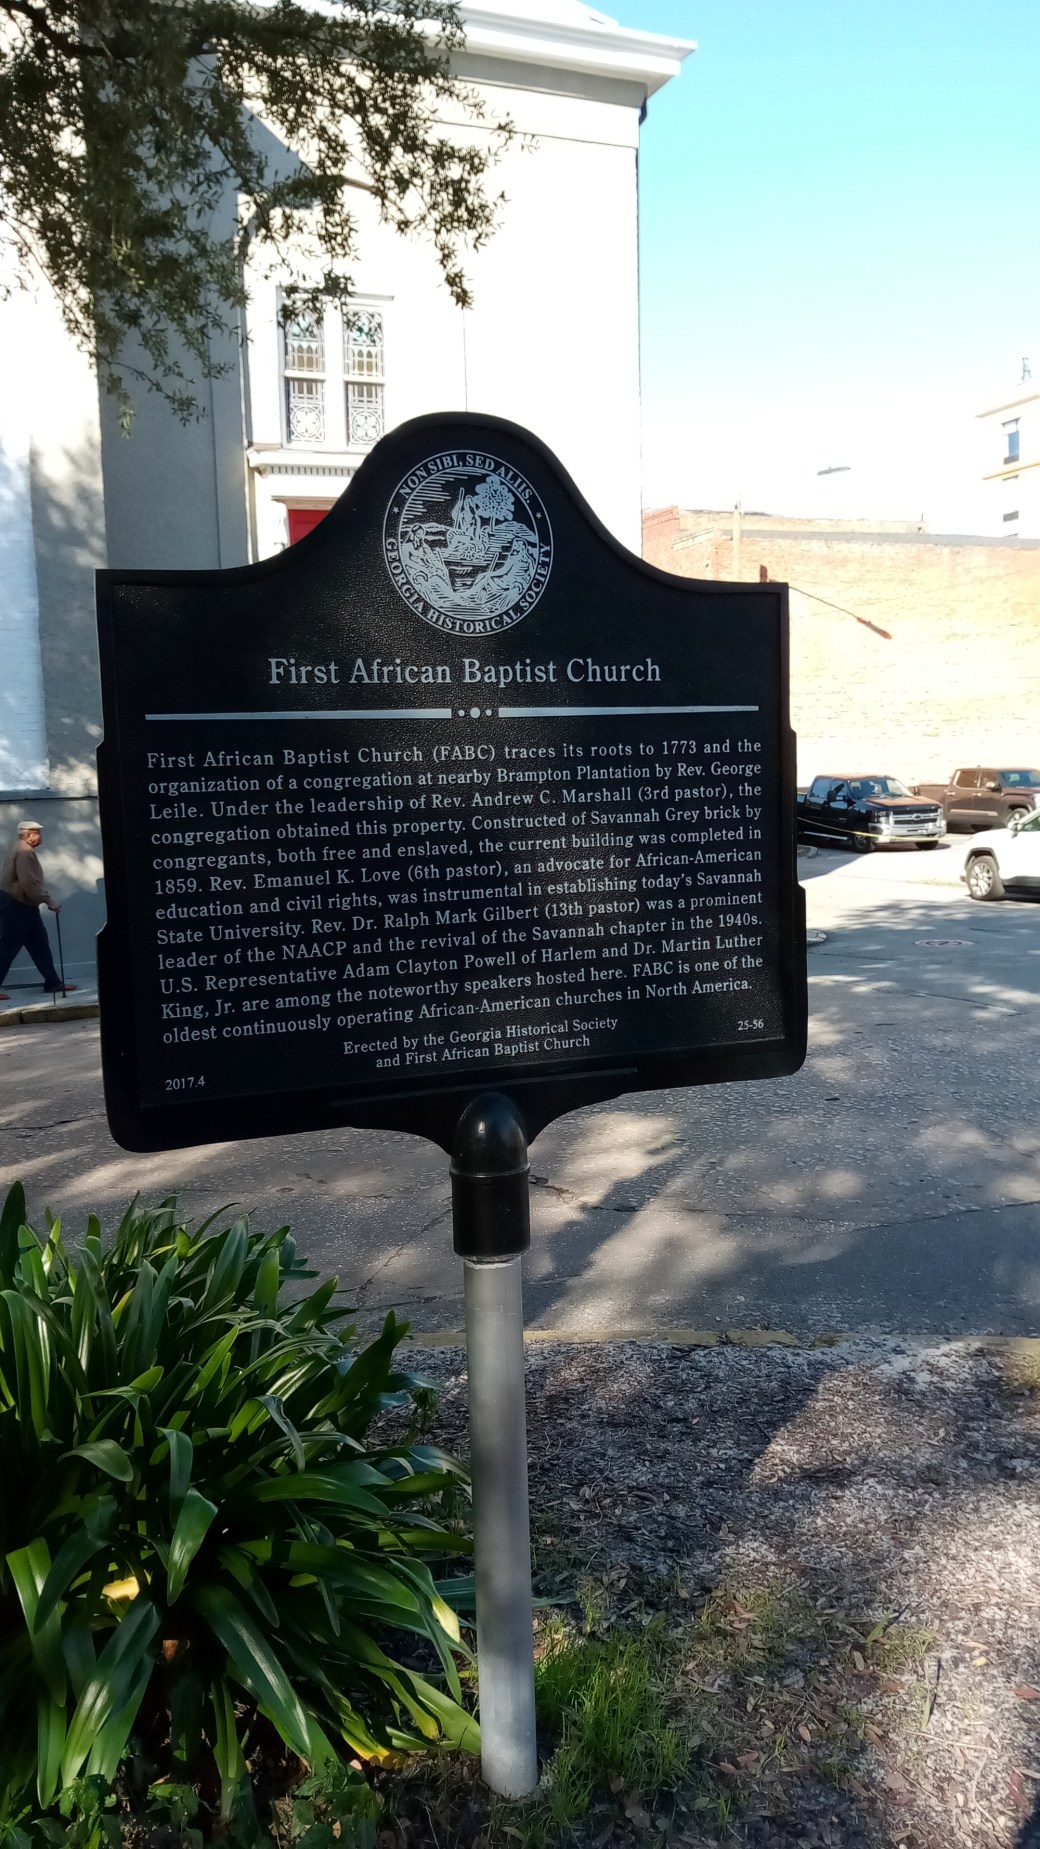 NON SIBI, SED ALIIS.
GEORGIA HISTORICAL SOCIETY
First African Baptist Church
First African Baptist Church (FABC) traces its roots to 1773 and the
organization of a congregation at nearby Brampton Plantation by Rev. George
Leile. Under the leadership of Rev. Andrew C. Marshall (3rd pastor), the
congregation obtained this property. Constructed of Savannah Grey brick by
congregants, both free and enslaved, the current building was completed in
1859. Rev. Emanuel K. Love (6th pastor), an advocate for African-American
education and civil rights, was instrumental in establishing today's Savannah
State University. Rev. Dr. Ralph Mark Gilbert (13th pastor) was a prominent
leader of the NAACP and the revival of the Savannah chapter in the 1940s.
U.S. Representative Adam Clayton Powell of Harlem and Dr. Martin Luther
King, Jr. are among the noteworthy speakers hosted here. FABC is one of the
oldest continuously operating African-American churches in North America.
Erected by the Georgia Historical Society
and First African Baptist Church
25-56
2017.4